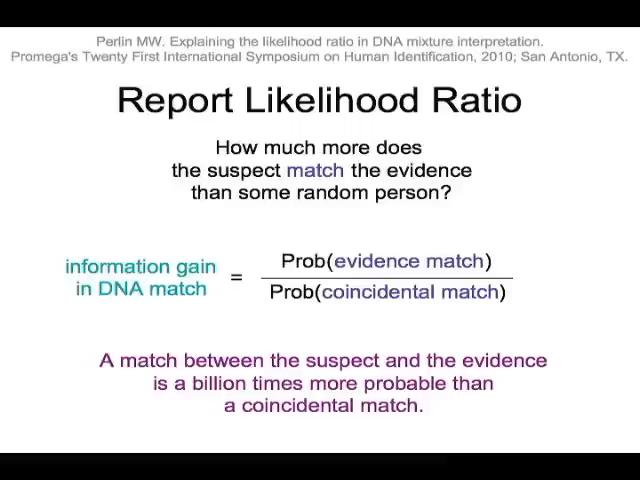 Perlin MW. Explaining the likelihood ratio in DNA mixture interpretation.
Promega's Twenty First International Symposium on Human Identification, 2010; San Antonio, TX.
Report Likelihood Ratio
How much more does
the suspect match the evidence
than some random person?
information gain
in DNA match
=
Prob(evidence match)
Prob(coincidental match)
A match between the suspect and the evidence
is a billion times more probable than
a coincidental match.